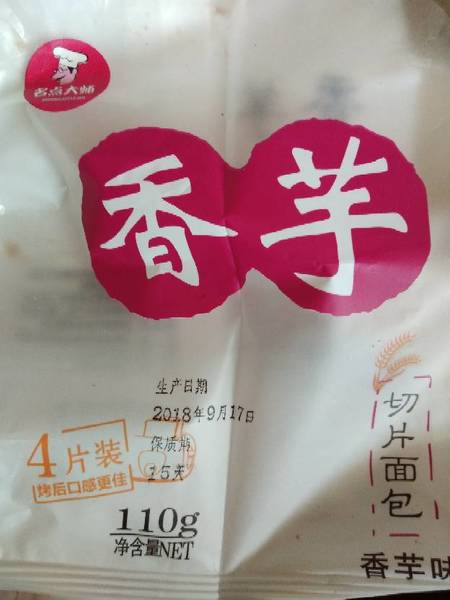 名点大师
香芋
生产日期
2018年9月17日
保质期
15天
4片装
烤后口感更佳
110g
净含量NET
切片面包
香芋味